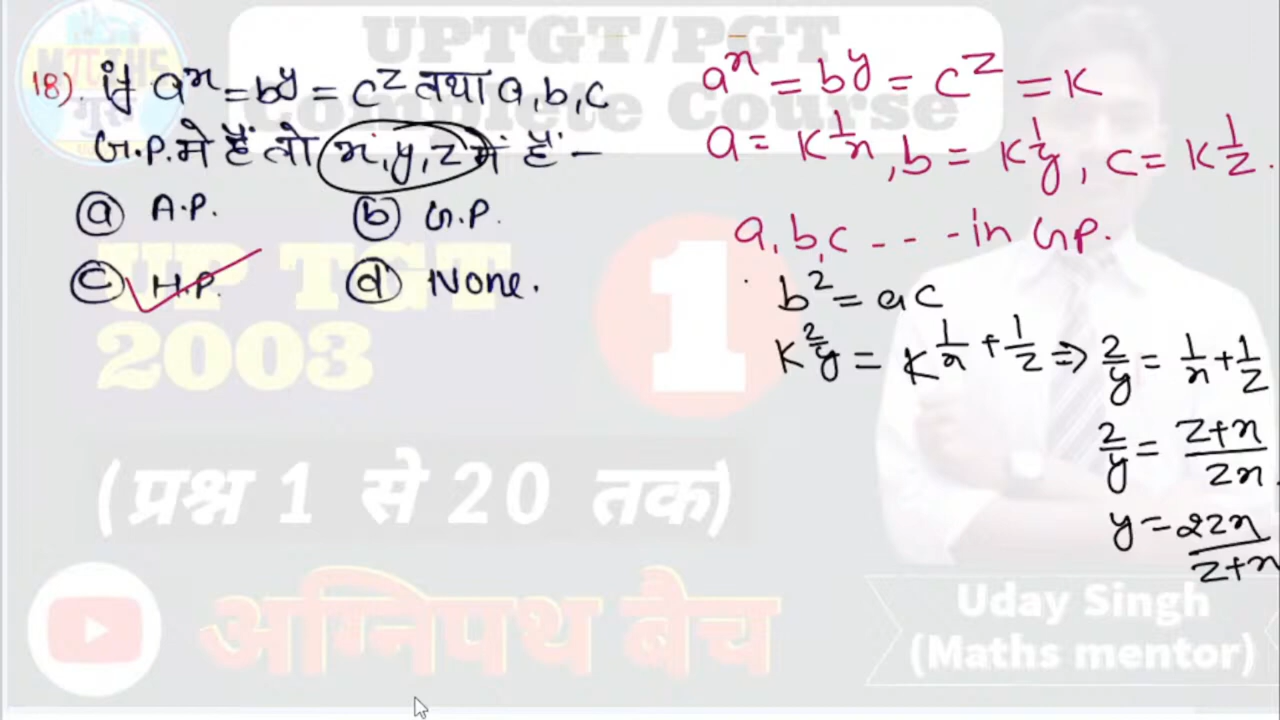 UPTGT/PGT
Complete Course
MATHS
गुरु
18) if aˣ = bʸ = cᶻ तथा a, b, c
G.P. में हैं तो x, y, z में हैं –
(a) A.P. (b) G.P.
(c) H.P. (d) None.
aˣ = bʸ = cᶻ = K
a = K^{1/x}, b = K^{1/y}, c = K^{1/z}.
a, b, c - - - in GP.
b² = ac
K^{2/y} = K^{1/x + 1/z} ⇒ 2/y = 1/x + 1/z
2/y = (z+x)/(zx).
y = 2zx/(z+x)
UP TGT
2003
1
(प्रश्न 1 से 20 तक)
अग्निपथ बैच
Uday Singh
(Maths mentor)